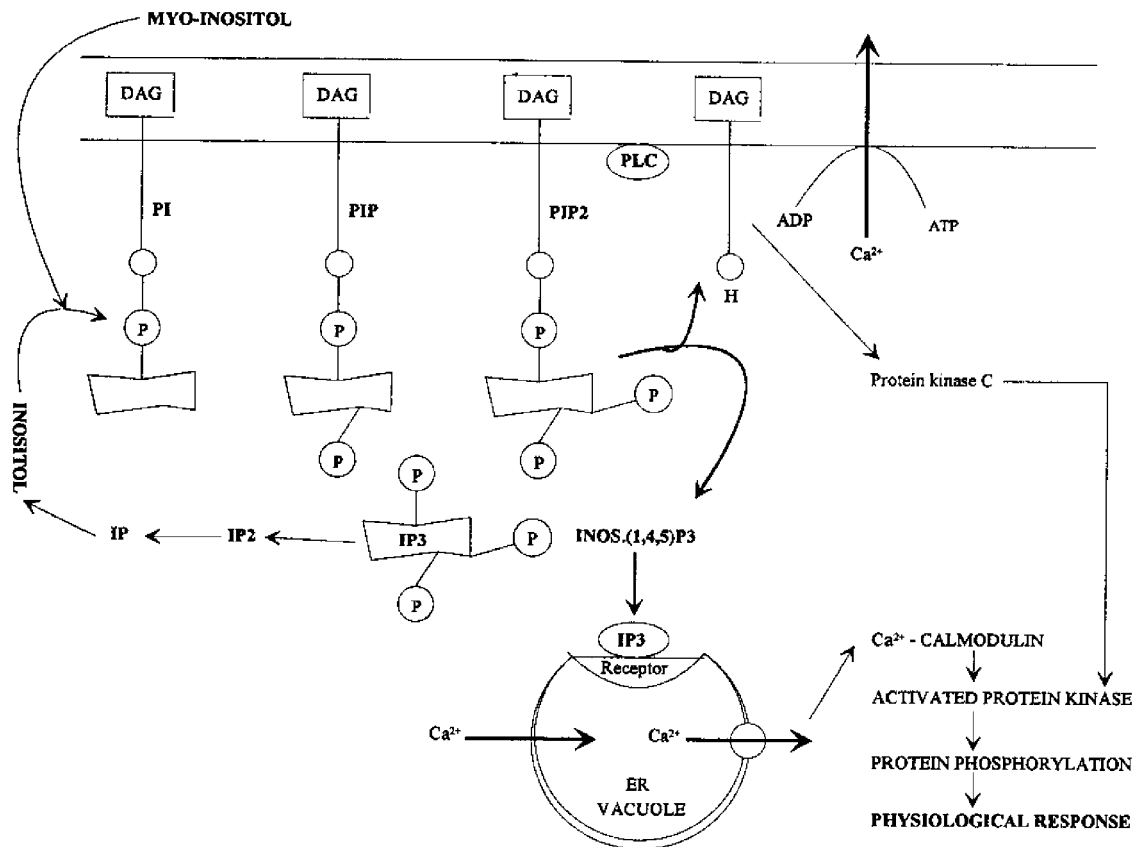 MYO-INOSITOL
DAG
DAG
DAG
DAG
PLC
PI
PIP
PIP2
ADP
ATP
Ca²⁺
H
P
P
P
P
P
P
Protein kinase C
INOSITOL
P
IP
IP2
IP3
P
P
INOS.(1,4,5)P3
IP3
Receptor
Ca²⁺ - CALMODULIN
ACTIVATED PROTEIN KINASE
Ca²⁺
Ca²⁺
PROTEIN PHOSPHORYLATION
ER
VACUOLE
PHYSIOLOGICAL RESPONSE